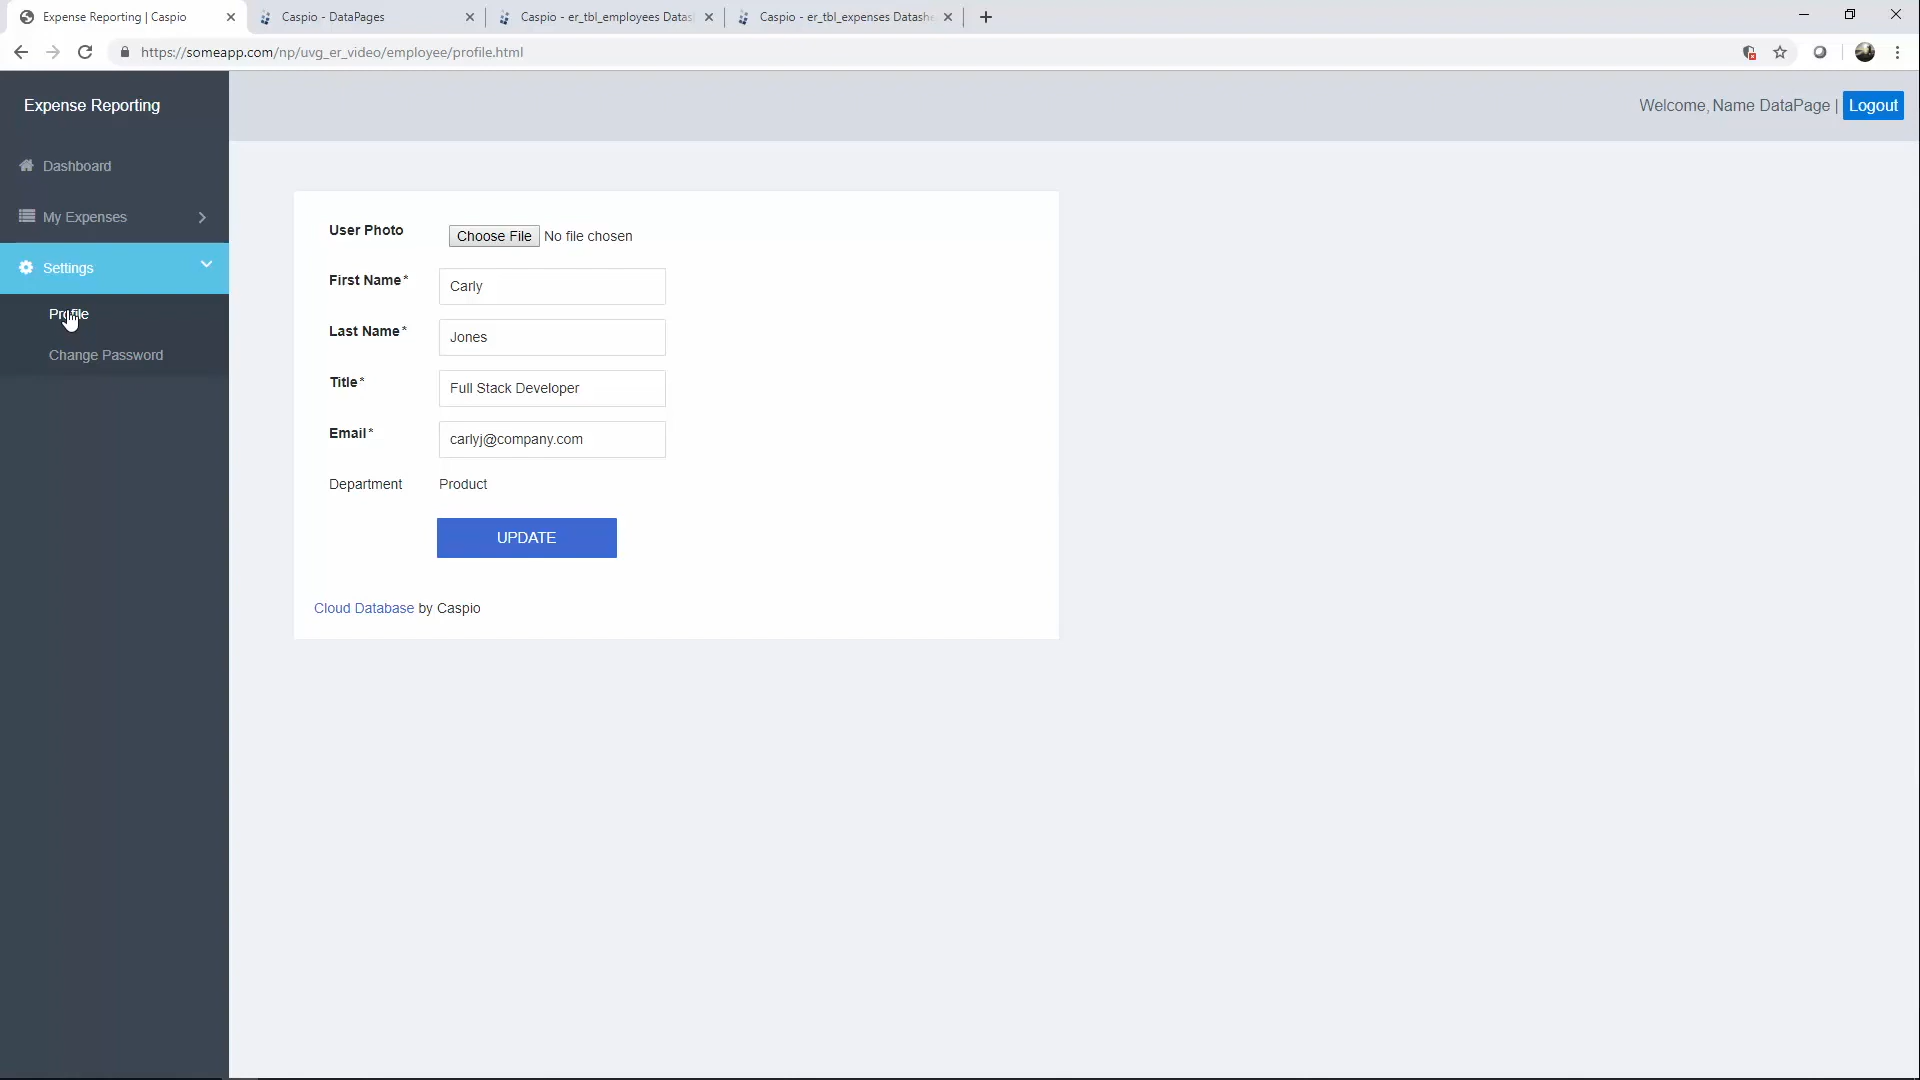 Expense Reporting | Caspio
Caspio - DataPages
Caspio - er_tbl_employees Datas
Caspio - er_tbl_expenses Datashe
https://someapp.com/np/uvg_er_video/employee/profile.html
Expense Reporting
Welcome, Name DataPage | Logout
Dashboard
My Expenses
Settings
Profile
Change Password
User Photo Choose File No file chosen
First Name* Carly
Last Name* Jones
Title* Full Stack Developer
Email* carlyj@company.com
Department Product
UPDATE
Cloud Database by Caspio